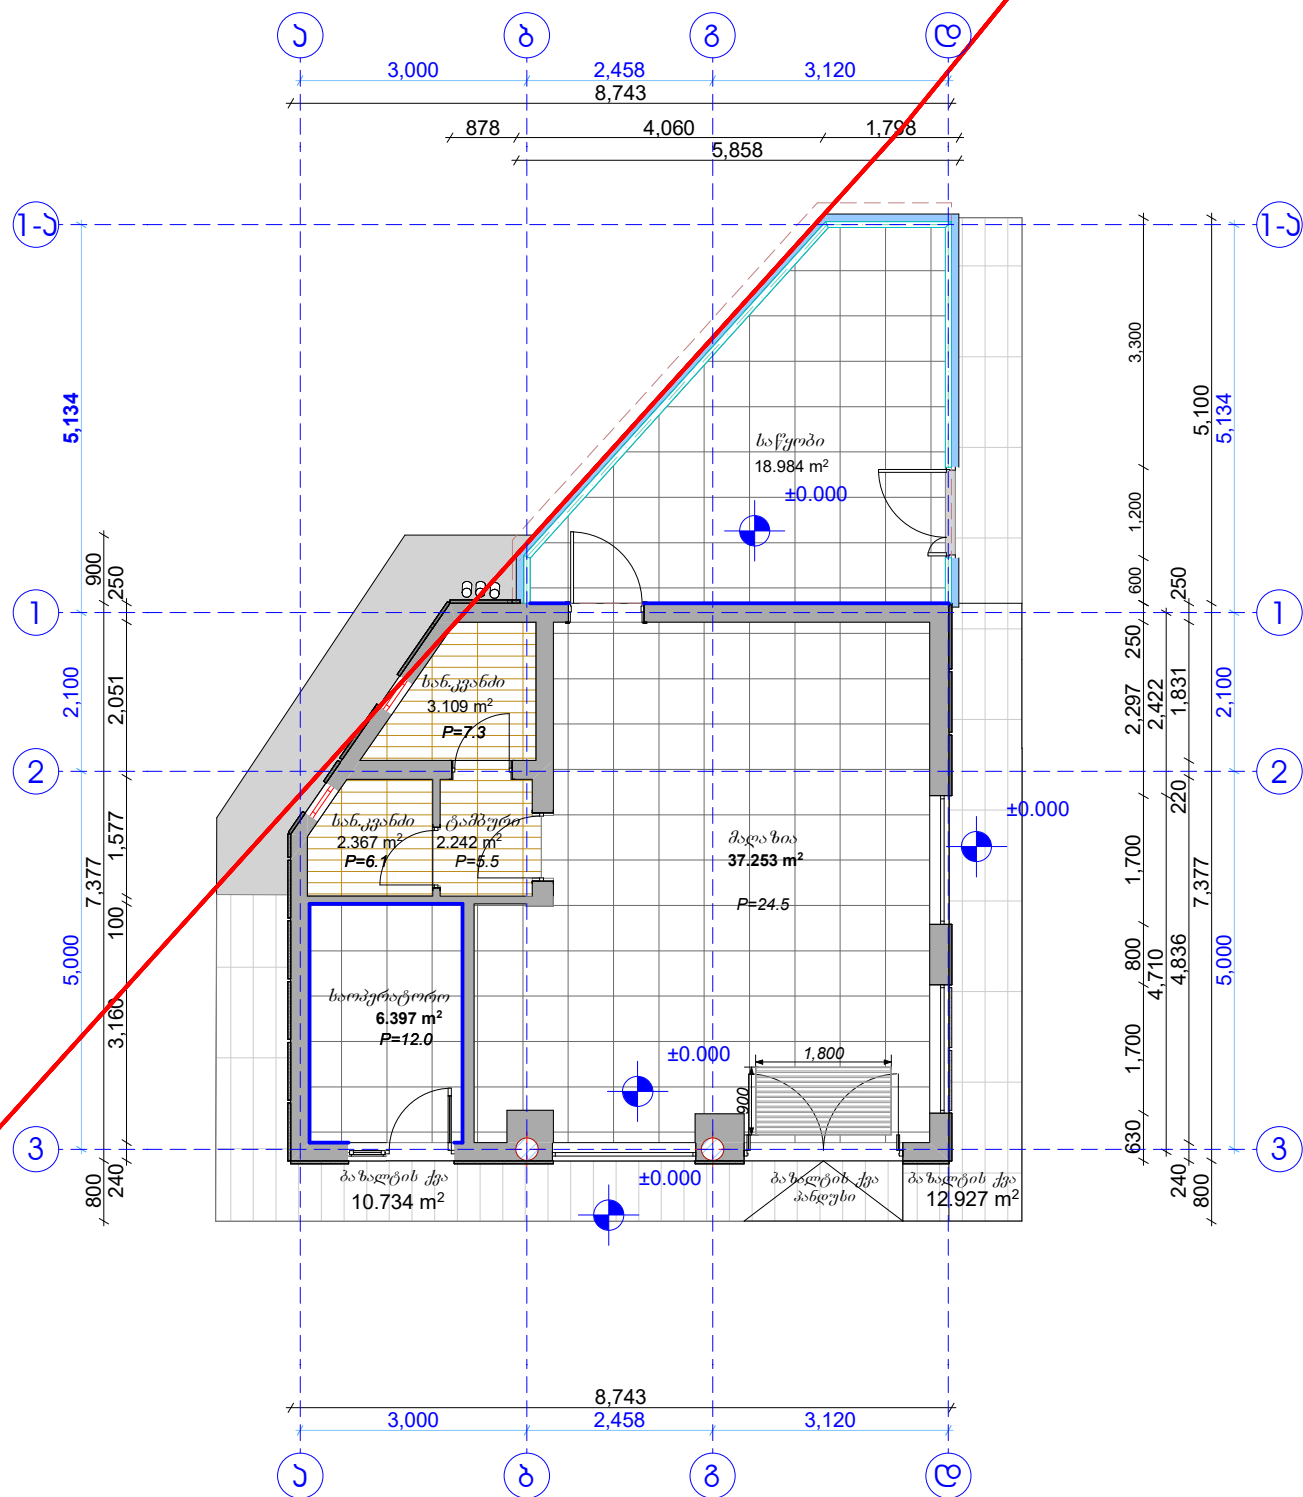 ა ბ გ დ
3,000 2,458 3,120
8,743
878 4,060 1,798
5,858
1-ა 1-ა
3,300
5,100
5,134 5,134
საწყობი
18.984 m²
±0.000
1,200
900
250
600
250
1 1
250
2,297
2,422
1,831
2,100 2,100
2,051
სან.კვანძი
3.109 m²
P=7.3
2 2
220
±0.000
სან.კვანძი
2.367 m²
P=6.1
ტამბური
2.242 m²
P=5.5
მაღაზია
37.253 m²
P=24.5
1,577
7,377
1,700
7,377
100
5,000
800
4,710
4,836
5,000
3,160
საოპერატორო
6.397 m²
P=12.0
±0.000
1,800
900
1,700
630
3 3
240
800
±0.000
240
800
ბაზალტის ქვა
10.734 m²
ბაზალტის ქვა
პანდუსი
ბაზალტის ქვა
12.927 m²
8,743
3,000 2,458 3,120
ა ბ გ დ